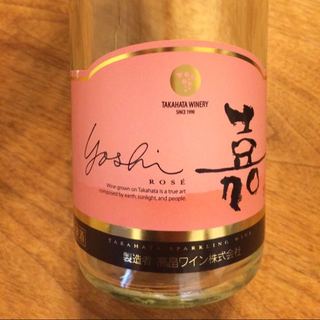 TAKAHATA WINERY
SINCE 1990
yoshi
嘉
ROSÉ
Wine grown on Takahata is a true art
comprised by earth, sunlight, and people.
TAKAHATA SPARKLING WINE
製造者 高畠ワイン株式会社